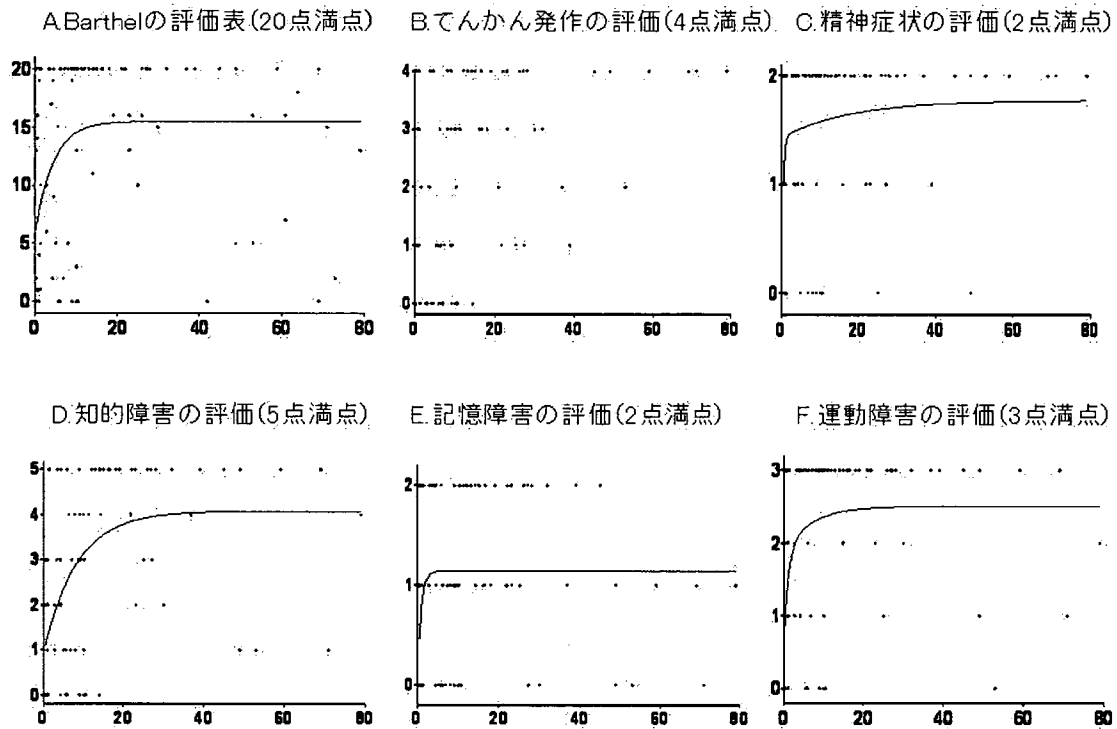 A.Barthelの評価表(20点満点)
B.てんかん発作の評価(4点満点)
C.精神症状の評価(2点満点)
20
15
10
5
0
0 20 40 60 80
4
3
2
1
0
0 20 40 60 80
2
1
0
0 20 40 60 80
D.知的障害の評価(5点満点)
E.記憶障害の評価(2点満点)
F.運動障害の評価(3点満点)
5
4
3
2
1
0
0 20 40 60 80
2
1
0
0 20 40 60 80
3
2
1
0
0 20 40 60 80